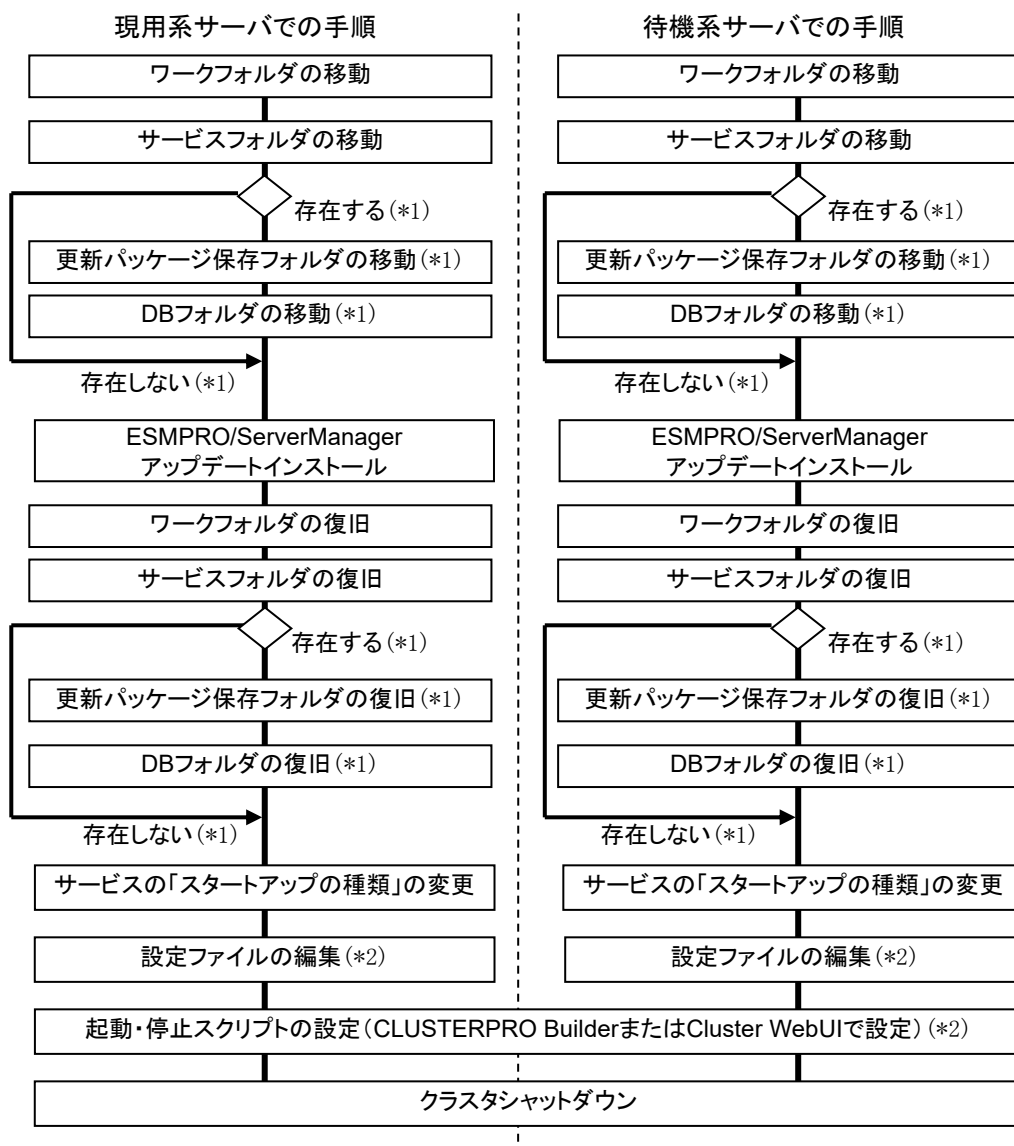 現用系サーバでの手順
ワークフォルダの移動
サービスフォルダの移動
存在する(*1)
更新パッケージ保存フォルダの移動(*1)
DBフォルダの移動(*1)
存在しない(*1)
ESMPRO/ServerManager
アップデートインストール
ワークフォルダの復旧
サービスフォルダの復旧
存在する(*1)
更新パッケージ保存フォルダの復旧(*1)
DBフォルダの復旧(*1)
存在しない(*1)
サービスの「スタートアップの種類」の変更
設定ファイルの編集(*2)
待機系サーバでの手順
ワークフォルダの移動
サービスフォルダの移動
存在する(*1)
更新パッケージ保存フォルダの移動(*1)
DBフォルダの移動(*1)
存在しない(*1)
ESMPRO/ServerManager
アップデートインストール
ワークフォルダの復旧
サービスフォルダの復旧
存在する(*1)
更新パッケージ保存フォルダの復旧(*1)
DBフォルダの復旧(*1)
存在しない(*1)
サービスの「スタートアップの種類」の変更
設定ファイルの編集(*2)
起動・停止スクリプトの設定(CLUSTERPRO BuilderまたはCluster WebUIで設定)(*2)
クラスタシャットダウン